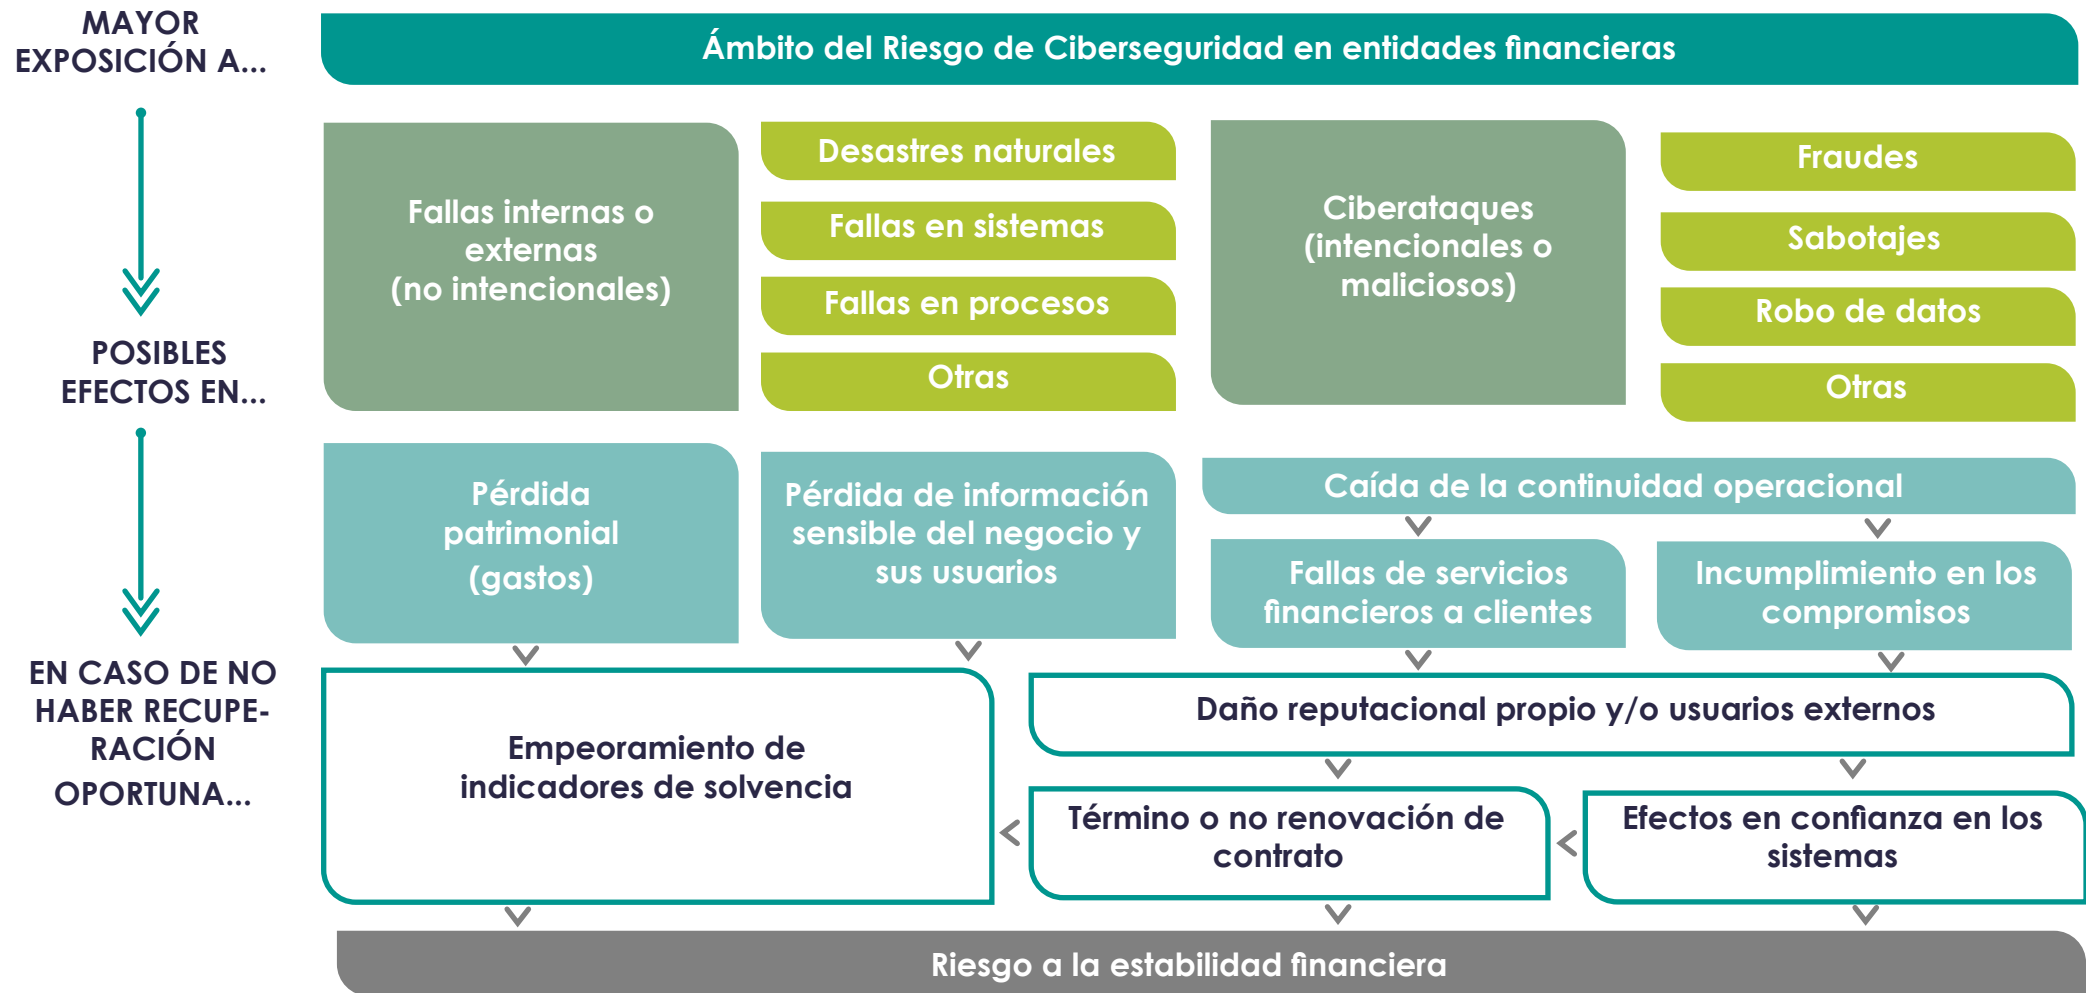 MAYOR
EXPOSICIÓN A...
Ámbito del Riesgo de Ciberseguridad en entidades financieras
Fallas internas o
externas
(no intencionales)
Desastres naturales
Fallas en sistemas
Fallas en procesos
Otras
Ciberataques
(intencionales o
maliciosos)
Fraudes
Sabotajes
Robo de datos
Otras
POSIBLES
EFECTOS EN...
Pérdida
patrimonial
(gastos)
Pérdida de información
sensible del negocio y
sus usuarios
Caída de la continuidad operacional
Fallas de servicios
financieros a clientes
Incumplimiento en los
compromisos
EN CASO DE NO
HABER RECUPE-
RACIÓN
OPORTUNA...
Empeoramiento de
indicadores de solvencia
Daño reputacional propio y/o usuarios externos
Término o no renovación de
contrato
Efectos en confianza en los
sistemas
Riesgo a la estabilidad financiera